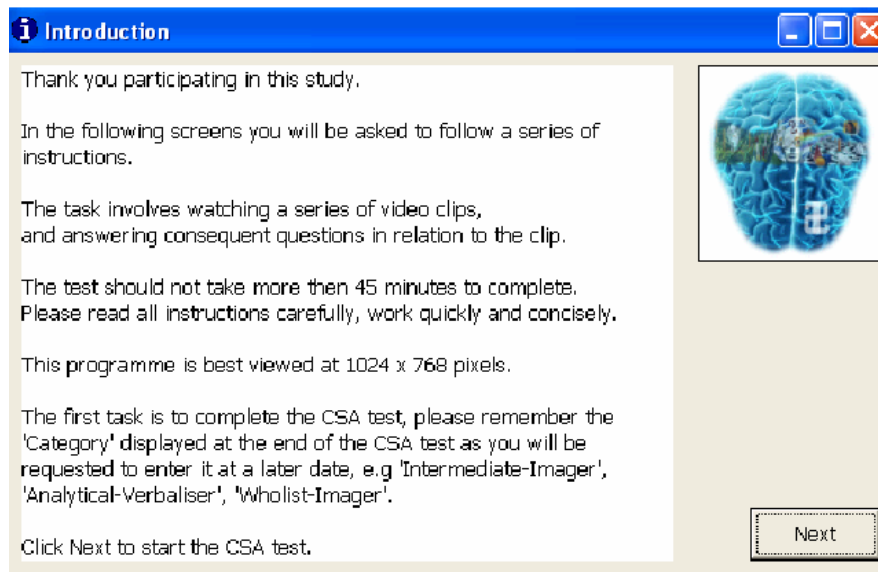 Introduction
Thank you participating in this study.
In the following screens you will be asked to follow a series of
instructions.
The task involves watching a series of video clips,
and answering consequent questions in relation to the clip.
The test should not take more then 45 minutes to complete.
Please read all instructions carefully, work quickly and concisely.
This programme is best viewed at 1024 x 768 pixels.
The first task is to complete the CSA test, please remember the
'Category' displayed at the end of the CSA test as you will be
requested to enter it at a later date, e.g 'Intermediate-Imager',
'Analytical-Verbaliser', 'Wholist-Imager'.
Click Next to start the CSA test.
Next